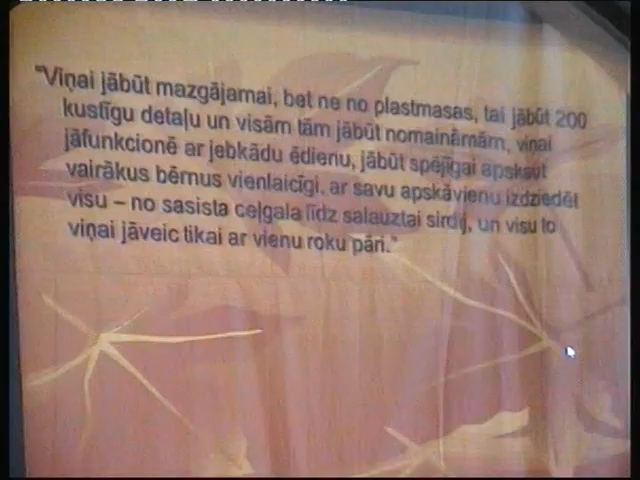 "Viņai jābūt mazgājamai, bet ne no plastmasas, tai jābūt 200
kustīgu detaļu un visām tām jābūt nomaināmām, viņai
jāfunkcionē ar jebkādu ēdienu, jābūt spējīgai apskaut
vairākus bērnus vienlaicīgi, ar savu apskāvienu izdziedēt
visu – no sasista ceļgala līdz salauztai sirdij, un visu to
viņai jāveic tikai ar vienu roku pāri."